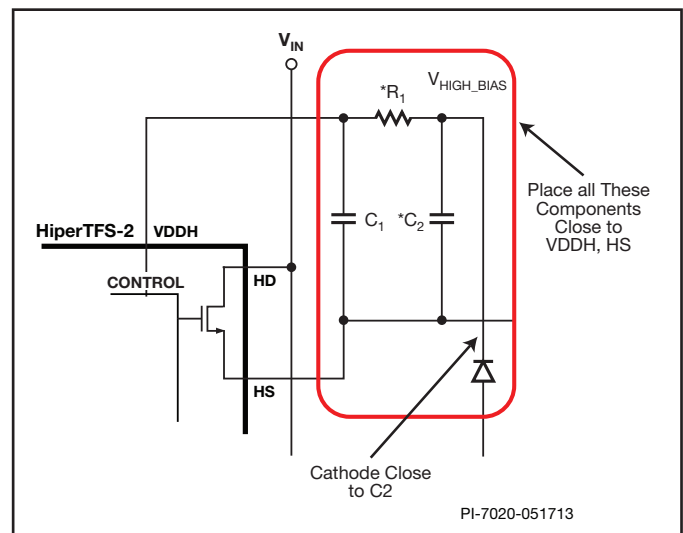 VIN
*R1
VHIGH_BIAS
Place all These
Components
Close to
VDDH, HS
C1
*C2
HiperTFS-2
VDDH
CONTROL
HD
HS
Cathode Close
to C2
PI-7020-051713